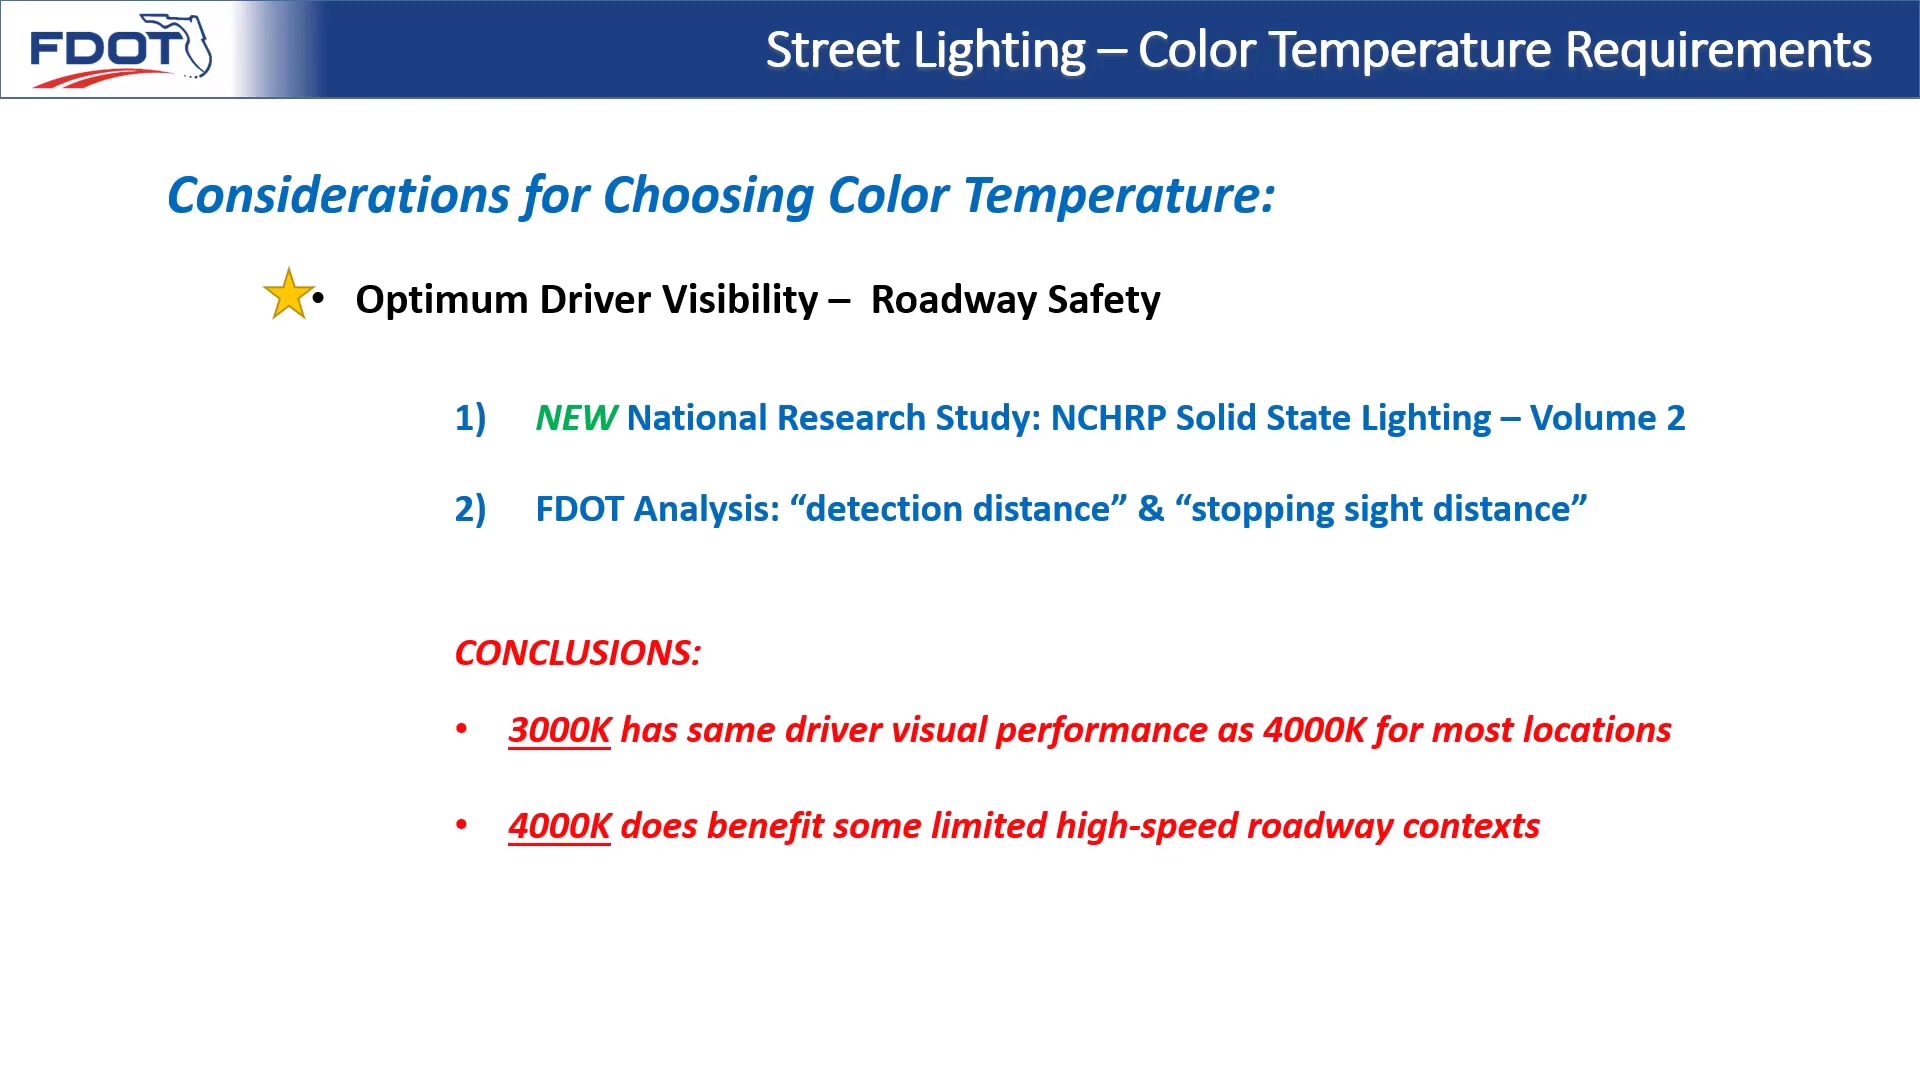 FDOT
Street Lighting – Color Temperature Requirements
Considerations for Choosing Color Temperature:
• Optimum Driver Visibility – Roadway Safety
1) NEW National Research Study: NCHRP Solid State Lighting – Volume 2
2) FDOT Analysis: “detection distance” & “stopping sight distance”
CONCLUSIONS:
• 3000K has same driver visual performance as 4000K for most locations
• 4000K does benefit some limited high-speed roadway contexts